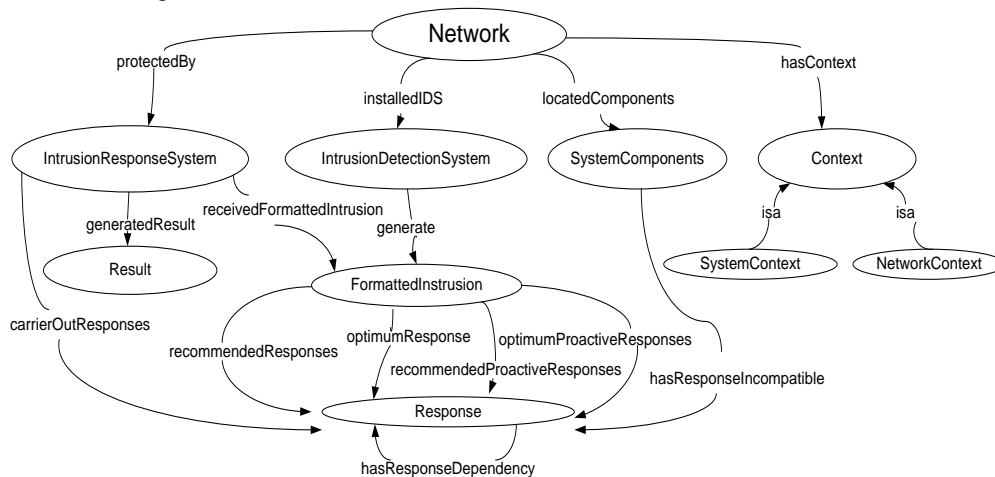 Network
protectedBy
hasContext
installedIDS
locatedComponents
IntrusionResponseSystem
IntrusionDetectionSystem
SystemComponents
Context
receivedFormattedIntrusion
isa
isa
generatedResult
generate
Result
SystemContext
NetworkContext
FormattedInstrusion
carrierOutResponses
optimumResponse
optimumProactiveResponses
recommendedResponses
recommendedProactiveResponses
hasResponseIncompatible
Response
hasResponseDependency